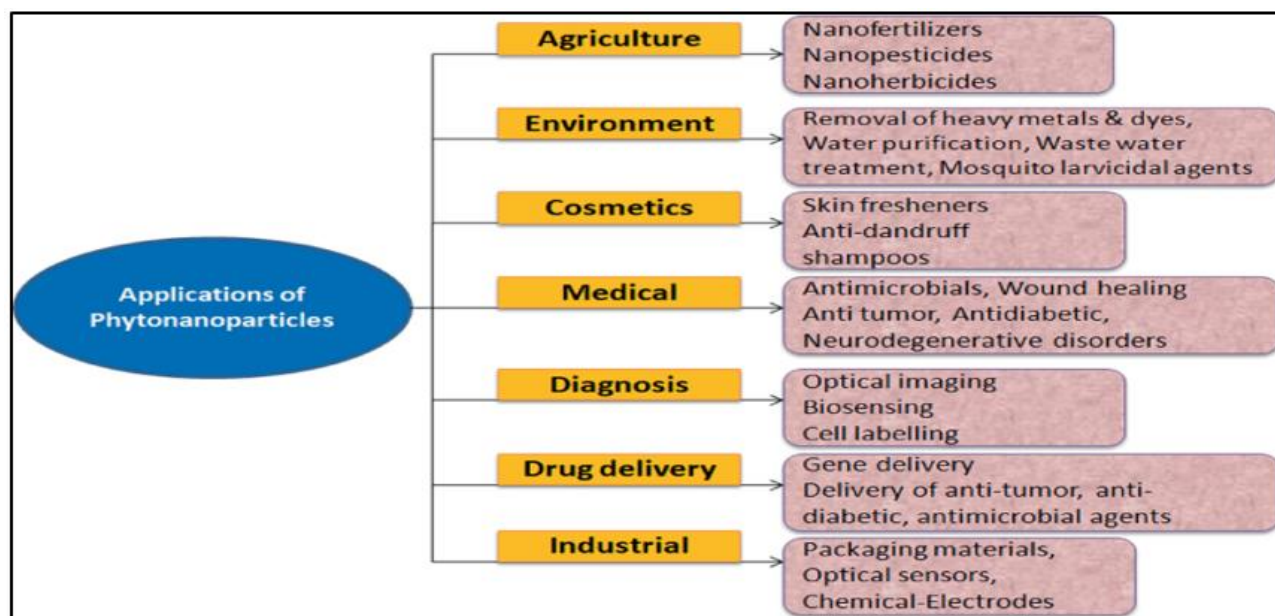 Applications of
Phytonanoparticles
Agriculture
Nanofertilizers
Nanopesticides
Nanoherbicides
Environment
Removal of heavy metals & dyes,
Water purification, Waste water
treatment, Mosquito larvicidal agents
Cosmetics
Skin fresheners
Anti-dandruff
shampoos
Medical
Antimicrobials, Wound healing
Anti tumor, Antidiabetic,
Neurodegenerative disorders
Diagnosis
Optical imaging
Biosensing
Cell labelling
Drug delivery
Gene delivery
Delivery of anti-tumor, anti-
diabetic, antimicrobial agents
Industrial
Packaging materials,
Optical sensors,
Chemical-Electrodes